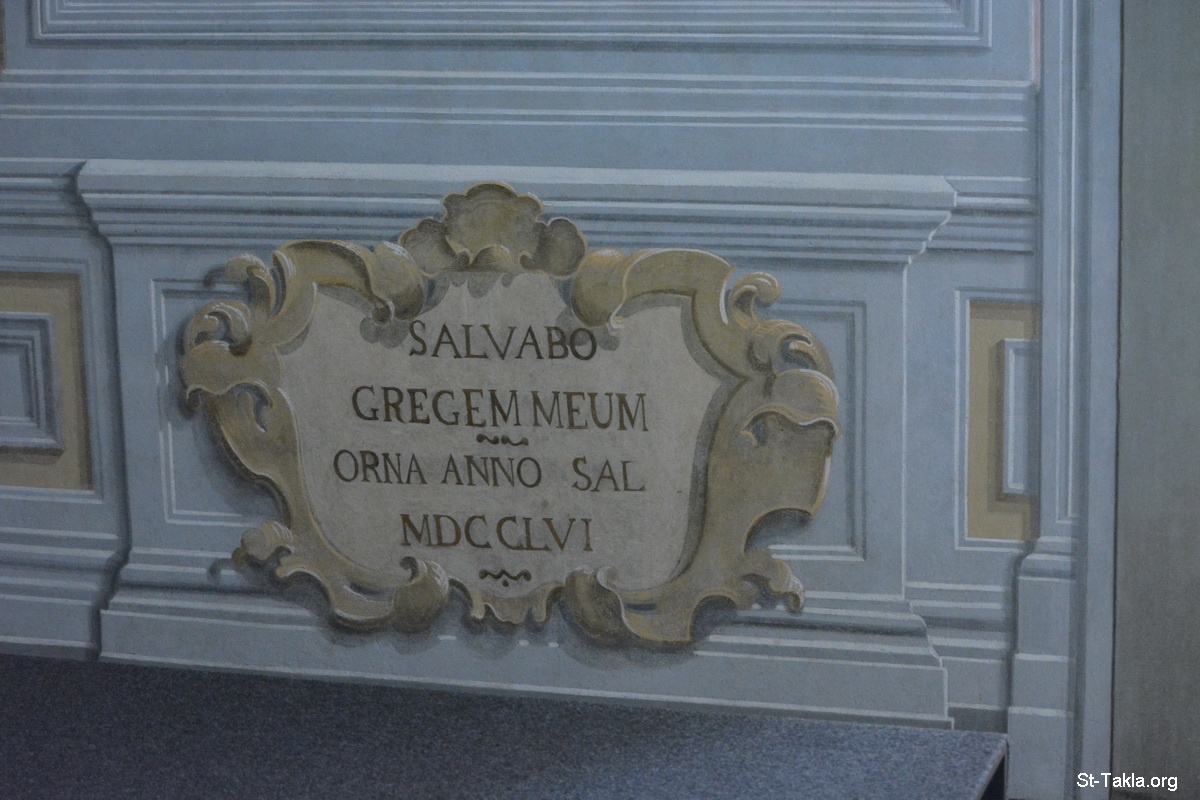 SALVABO
GREGEM MEUM
ORNA ANNO SAL
MDCCLVI
St-Takla.org